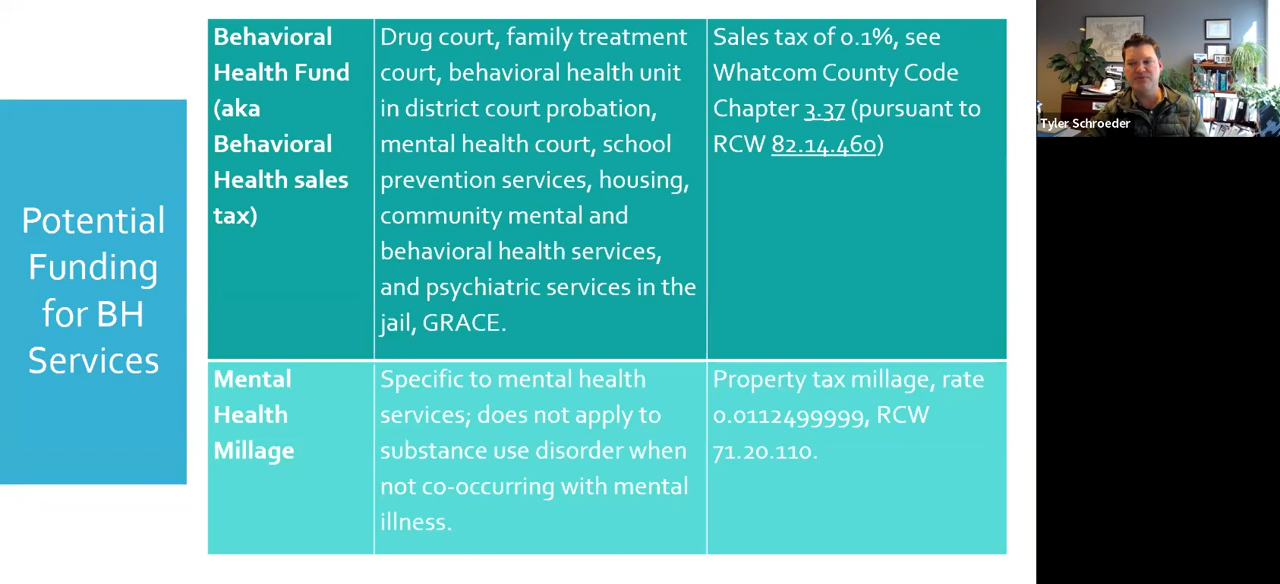 Potential
Funding
for BH
Services
Behavioral
Health Fund
(aka
Behavioral
Health sales
tax)
Drug court, family treatment
court, behavioral health unit
in district court probation,
mental health court, school
prevention services, housing,
community mental and
behavioral health services,
and psychiatric services in the
jail, GRACE.
Sales tax of 0.1%, see
Whatcom County Code
Chapter 3.37 (pursuant to
RCW 82.14.460)
Mental
Health
Millage
Specific to mental health
services; does not apply to
substance use disorder when
not co-occurring with mental
illness.
Property tax millage, rate
0.0112499999, RCW
71.20.110.
Tyler Schroeder